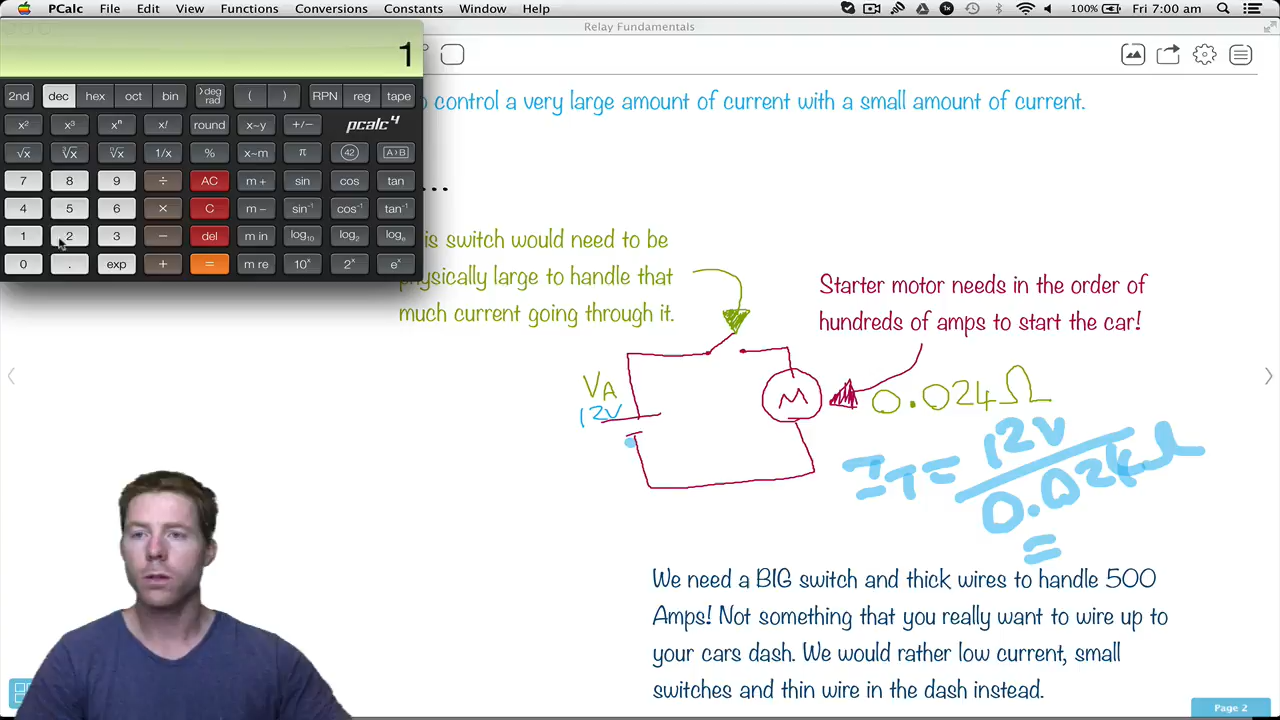 PCalc File Edit View Functions Conversions Constants Window Help 100% Fri 7:00 am
Relay Fundamentals
1
2nd dec hex oct bin >deg rad ( ) RPN reg tape
x² x³ xⁿ x! round x~y +/− pcalc4
√x ∛x ⁿ√x 1/x % x~m π 42 A>B
7 8 9 ÷ AC m + sin cos tan
4 5 6 × C m − sin⁻¹ cos⁻¹ tan⁻¹
1 2 3 − del m in log₁₀ log₂ logₑ
0 . exp + = m re 10ˣ 2ˣ eˣ
control a very large amount of current with a small amount of current.
...
switch would need to be
physically large to handle that
much current going through it.
Starter motor needs in the order of
hundreds of amps to start the car!
VA
12V
M
0.024Ω
IT = 12V
0.024Ω
=
We need a BIG switch and thick wires to handle 500
Amps! Not something that you really want to wire up to
your cars dash. We would rather low current, small
switches and thin wire in the dash instead.
Page 2